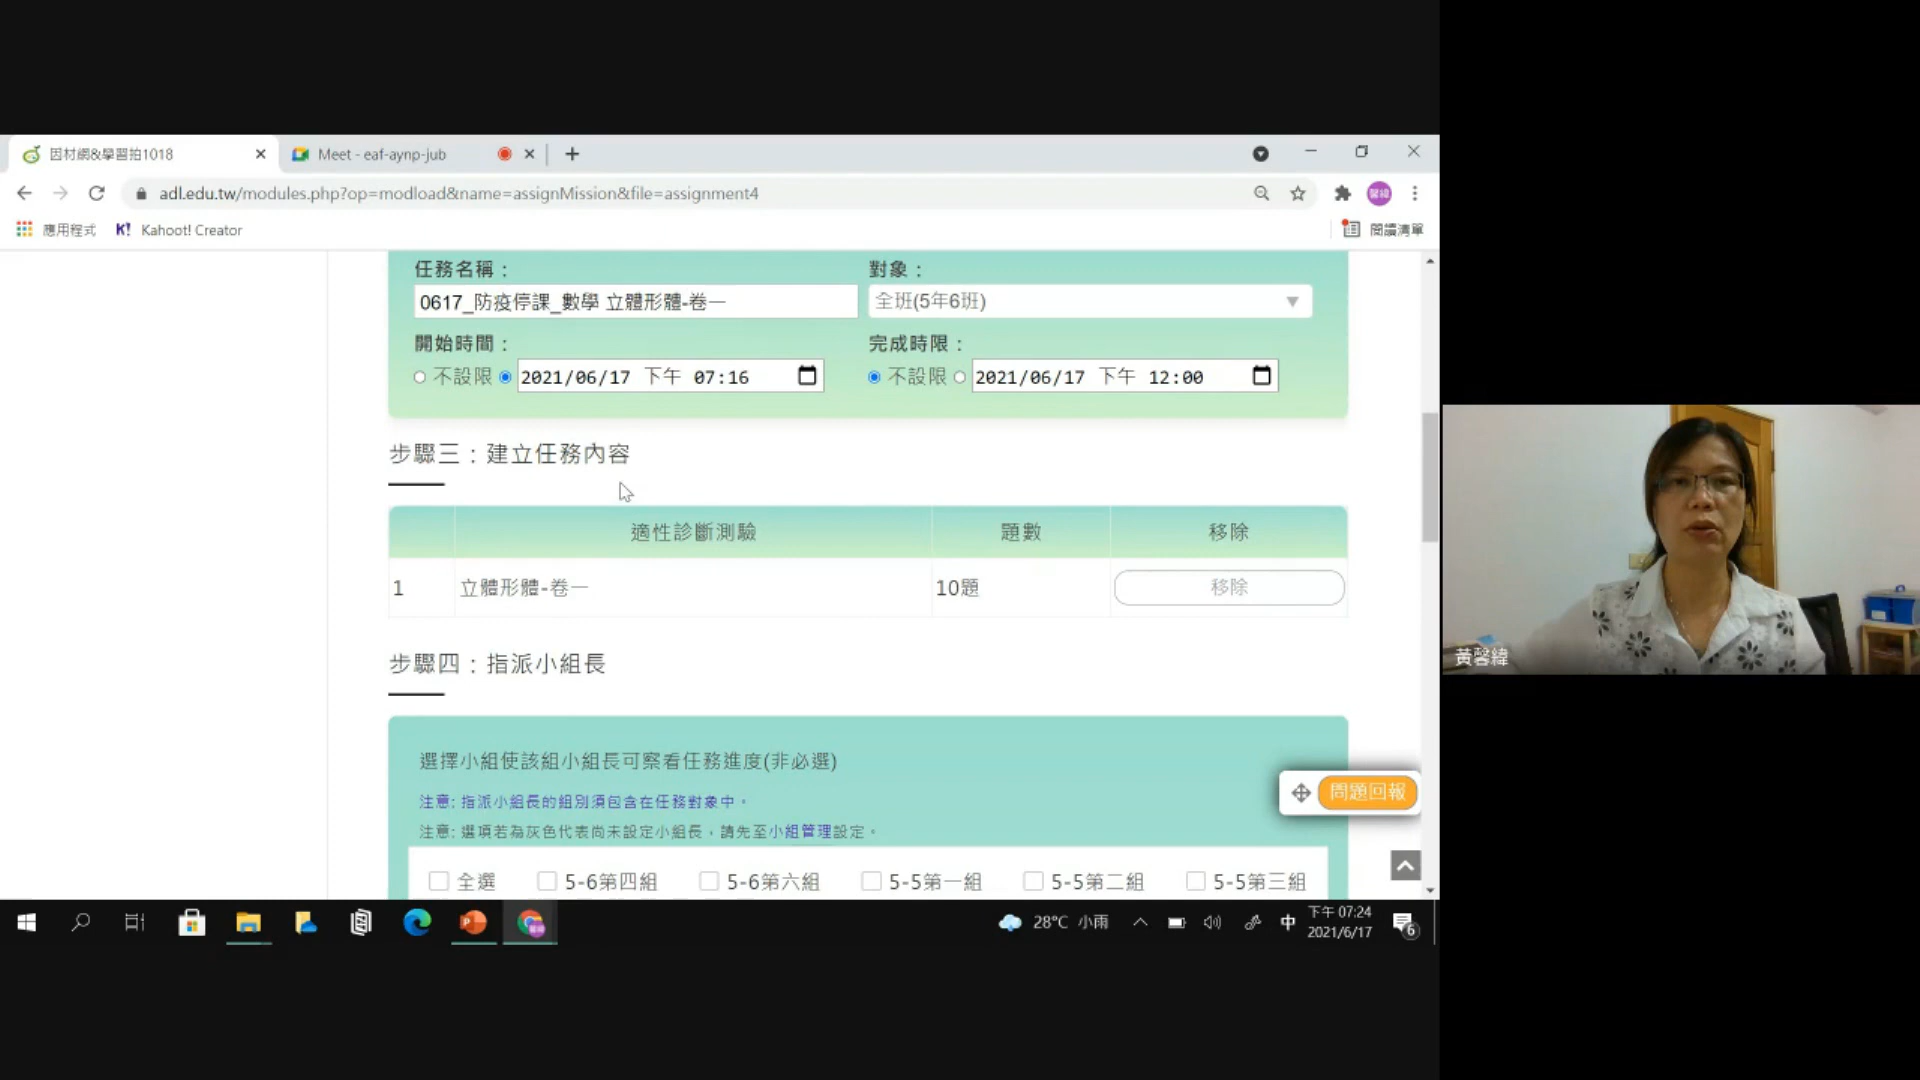 因材網&學習拍1018
Meet - eaf-aynp-jub
adl.edu.tw/modules.php?op=modload&name=assignMission&file=assignment4
馨緯
應用程式
K! Kahoot! Creator
閱讀清單
任務名稱：
對象：
0617_防疫停課_數學 立體形體-卷一
全班(5年6班)
開始時間：
完成時限：
不設限 2021/06/17 下午 07:16
不設限 2021/06/17 下午 12:00
步驟三：建立任務內容
適性診斷測驗 題數 移除
1 立體形體-卷一 10題 移除
步驟四：指派小組長
選擇小組使該組小組長可察看任務進度(非必選)
注意: 指派小組長的組別須包含在任務對象中。
注意: 選項若為灰色代表尚未設定小組長，請先至小組管理設定。
問題回報
全選 5-6第四組 5-6第六組 5-5第一組 5-5第二組 5-5第三組
28°C 小雨
中
下午 07:24
2021/6/17
6
黃馨緯